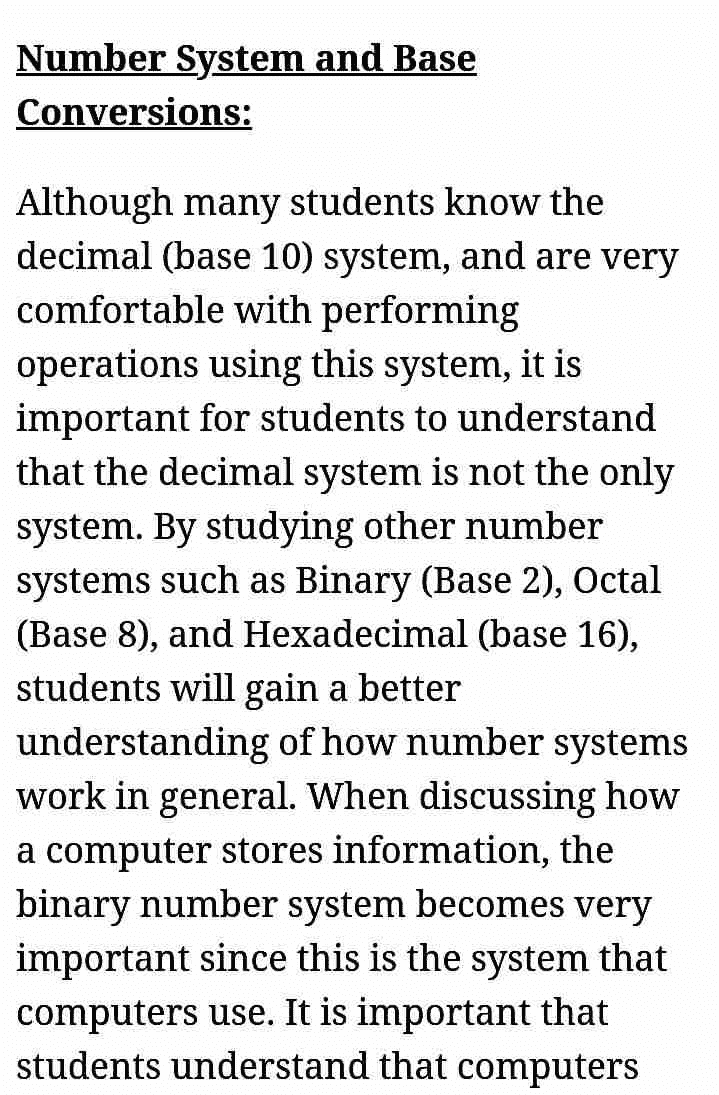 Number System and Base
Conversions:
Although many students know the
decimal (base 10) system, and are very
comfortable with performing
operations using this system, it is
important for students to understand
that the decimal system is not the only
system. By studying other number
systems such as Binary (Base 2), Octal
(Base 8), and Hexadecimal (base 16),
students will gain a better
understanding of how number systems
work in general. When discussing how
a computer stores information, the
binary number system becomes very
important since this is the system that
computers use. It is important that
students understand that computers